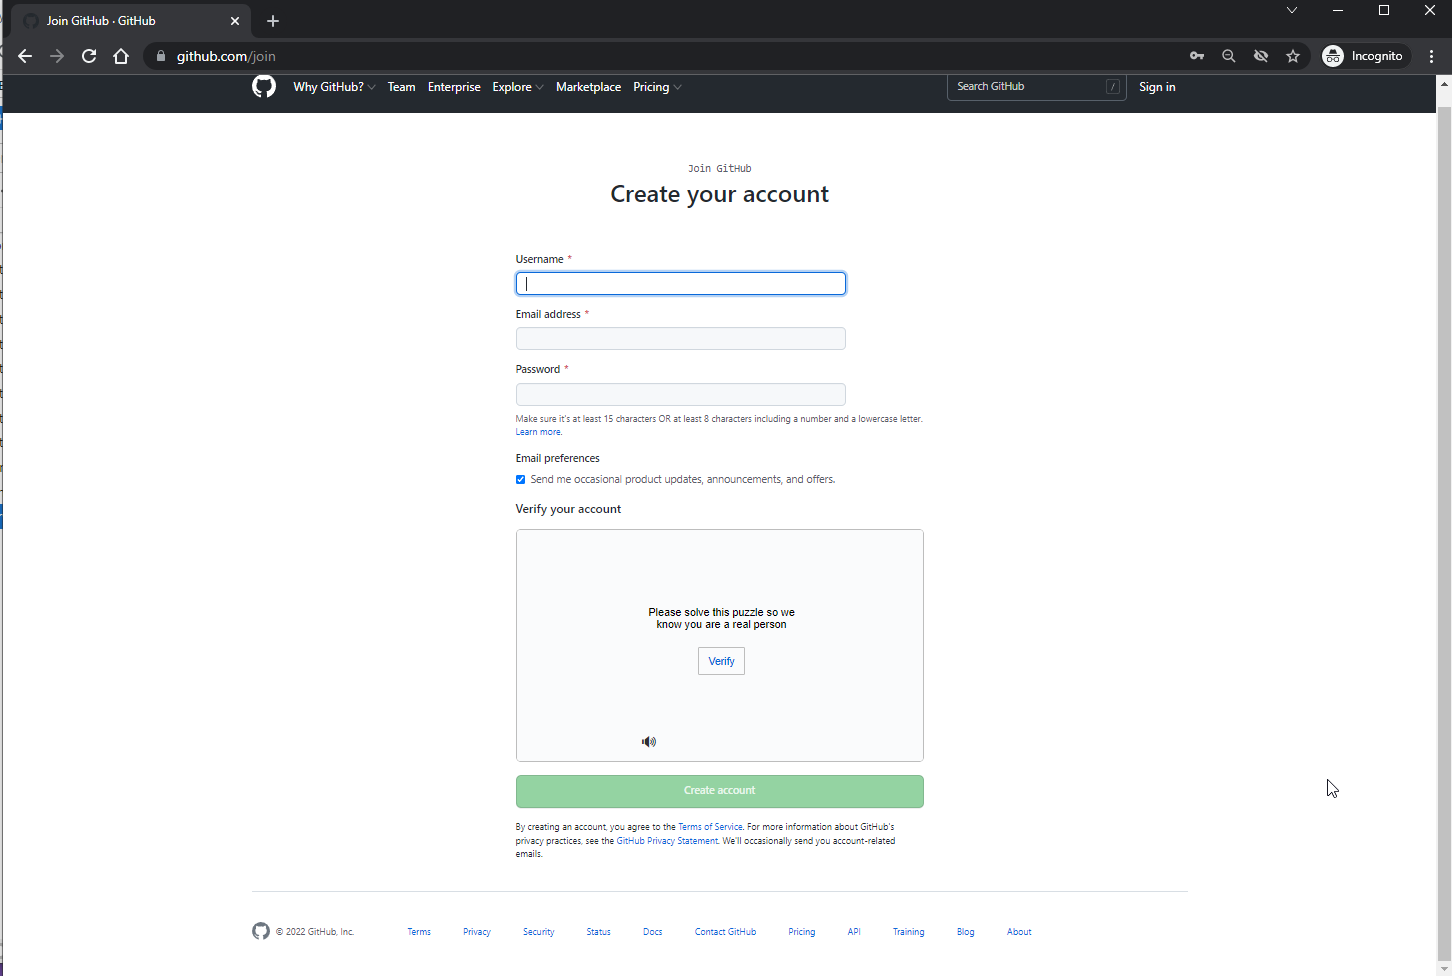 Join GitHub · GitHub
github.com/join
Incognito
Why GitHub? Team Enterprise Explore Marketplace Pricing
Search GitHub /
Sign in
Join GitHub
Create your account
Username *
Email address *
Password *
Make sure it's at least 15 characters OR at least 8 characters including a number and a lowercase letter.
Learn more.
Email preferences
Send me occasional product updates, announcements, and offers.
Verify your account
Please solve this puzzle so we
know you are a real person
Verify
Create account
By creating an account, you agree to the Terms of Service. For more information about GitHub's
privacy practices, see the GitHub Privacy Statement. We'll occasionally send you account-related
emails.
© 2022 GitHub, Inc. Terms Privacy Security Status Docs Contact GitHub Pricing API Training Blog About